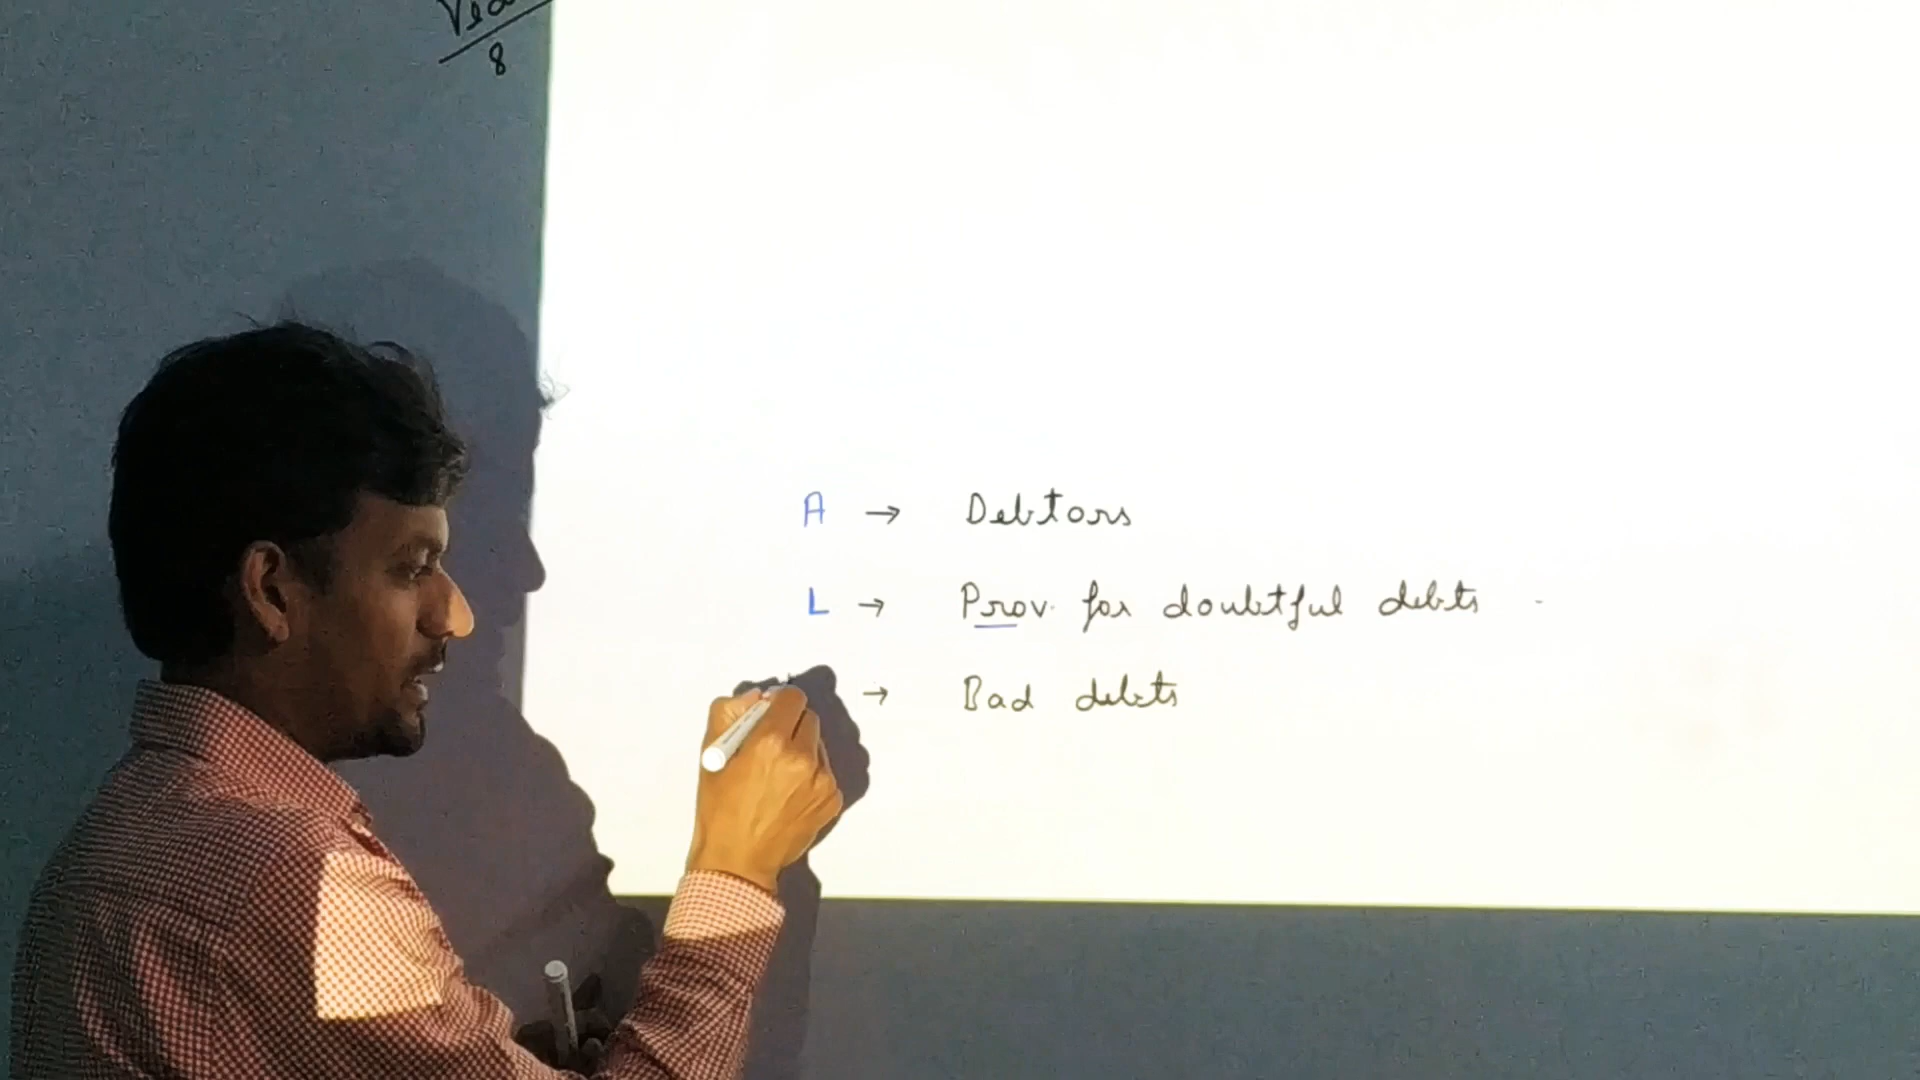 8
A → Debtors
L → Prov. for doubtful debts -
→ Bad debts